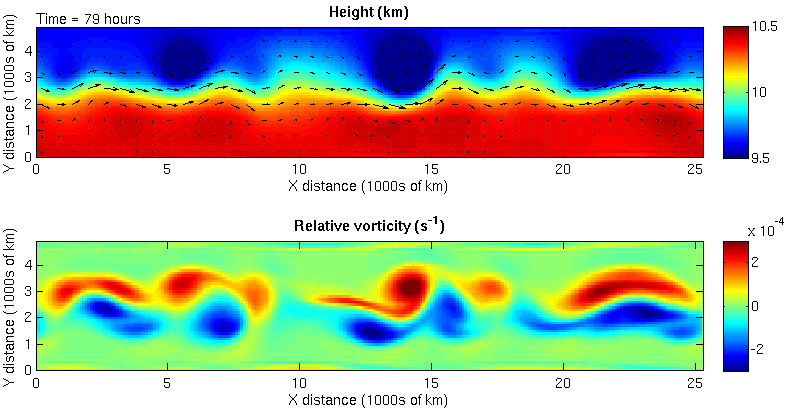 Height (km)
Time = 79 hours
10.5
10
9.5
Y distance (1000s of km)
4
3
2
1
0
0 5 10 15 20 25
X distance (1000s of km)
Relative vorticity (s-1)
x 10-4
2
0
-2
Y distance (1000s of km)
4
3
2
1
0
0 5 10 15 20 25
X distance (1000s of km)